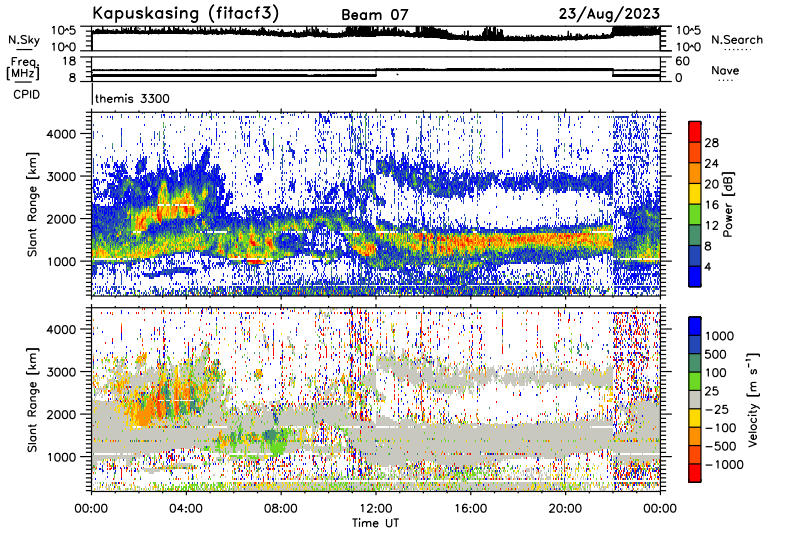 Kapuskasing (fitacf3) Beam 07 23/Aug/2023
N.Sky 10^5 10^0 10^5 10^0 N.Search
Freq. [MHz] 18 8 60 0 Nave
CPID themis 3300
Slant Range [km] 4000 3000 2000 1000
Power [dB] 28 24 20 16 12 8 4
Slant Range [km] 4000 3000 2000 1000
Velocity [m s⁻¹] 1000 500 100 25 −25 −100 −500 −1000
00:00 04:00 08:00 12:00 16:00 20:00 00:00
Time UT